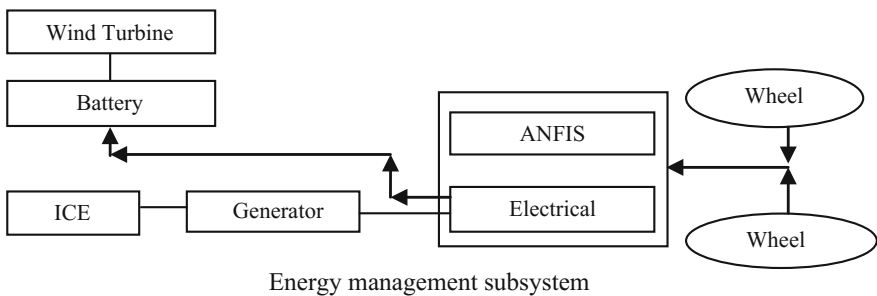 Wind Turbine
Battery
Wheel
ANFIS
ICE
Generator
Electrical
Wheel
Energy management subsystem